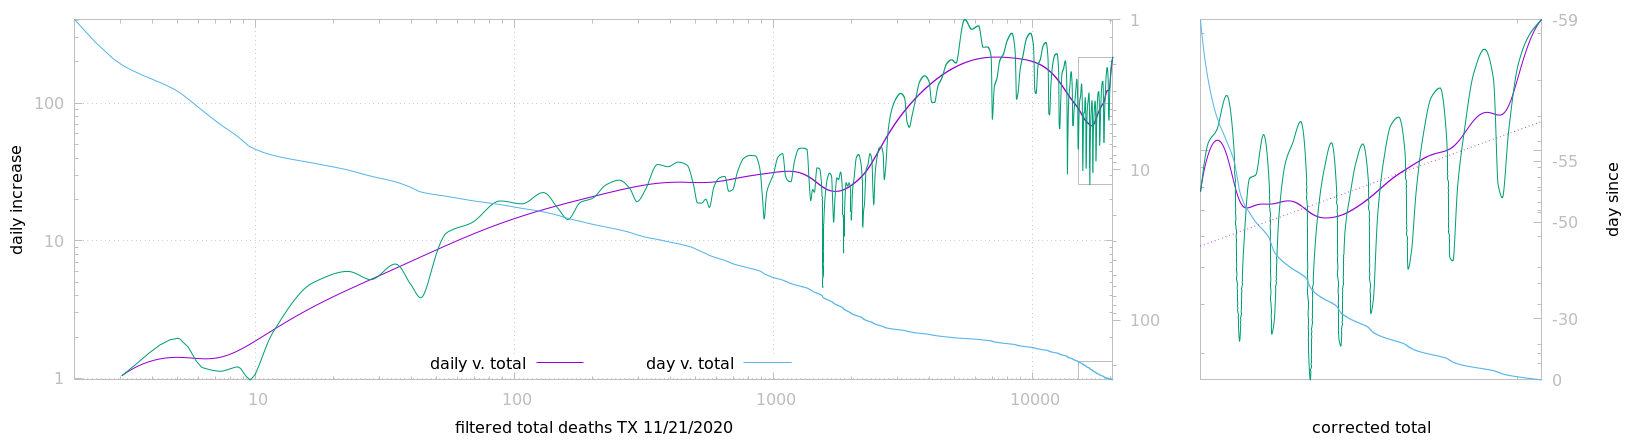 daily increase
100
10
1
10
100
1000
10000
1
10
100
daily v. total
day v. total
filtered total deaths TX 11/21/2020
-59
-55
-50
-30
0
day since
corrected total